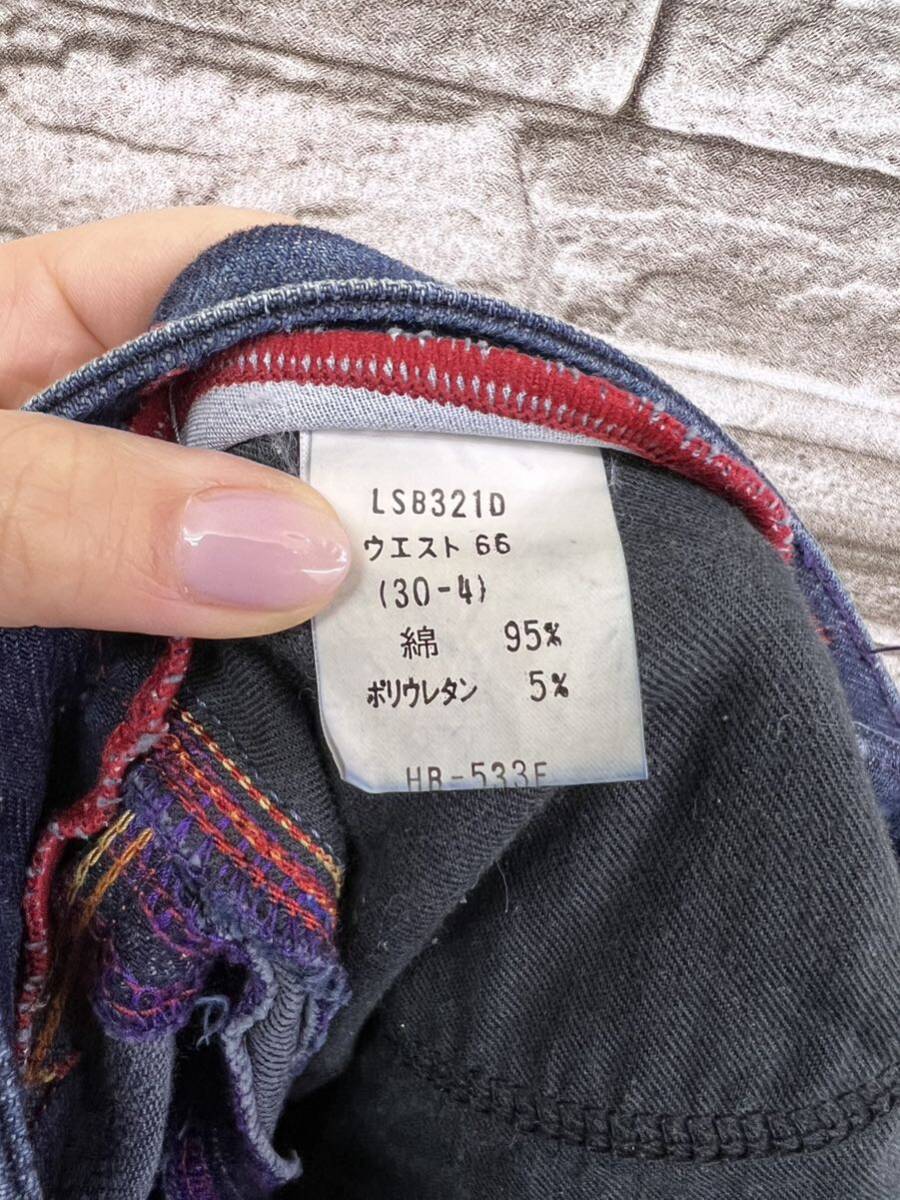 LSB321D
ウエスト 66
(30-4)
綿 95%
ポリウレタン 5%
HB-533E